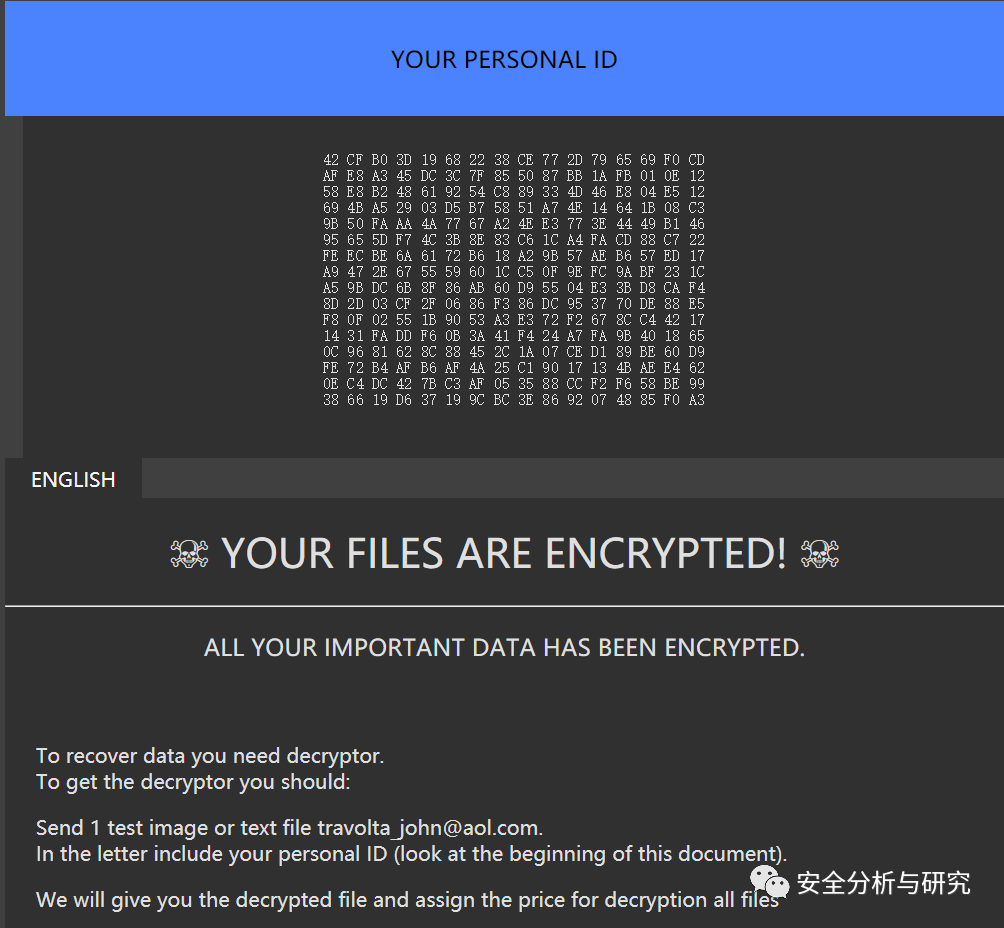 YOUR PERSONAL ID
42 CF B0 3D 19 68 22 38 CE 77 2D 79 65 69 F0 CD
AF E8 A3 45 DC 3C 7F 85 50 87 BB 1A FB 01 0E 12
58 E8 B2 48 61 92 54 C8 89 33 4D 46 E8 04 E5 12
69 4B A5 29 03 D5 B7 58 51 A7 4E 14 64 1B 08 C3
9B 50 FA AA 4A 77 67 A2 4E E3 77 3E 44 49 B1 46
95 65 5D F7 4C 3B 8E 83 C6 1C A4 FA CD 88 C7 22
FE EC BE 6A 61 72 B6 18 A2 9B 57 AE B6 57 ED 17
A9 47 2E 67 55 59 60 1C C5 0F 9E FC 9A BF 23 1C
A5 9B DC 6B 8F 86 AB 60 D9 55 04 E3 3B D8 CA F4
8D 2D 03 CF 2F 06 86 F3 86 DC 95 37 70 DE 88 E5
F8 0F 02 55 1B 90 53 A3 E3 72 F2 67 8C C4 42 17
14 31 FA DD F6 0B 3A 41 F4 24 A7 FA 9B 40 18 65
0C 96 81 62 8C 88 45 2C 1A 07 CE D1 89 BE 60 D9
FE 72 B4 AF B6 AF 4A 25 C1 90 17 13 4B AE E4 62
0E C4 DC 42 7B C3 AF 05 35 88 CC F2 F6 58 BE 99
38 66 19 D6 37 19 9C BC 3E 86 92 07 48 85 F0 A3
ENGLISH
☠ YOUR FILES ARE ENCRYPTED! ☠
ALL YOUR IMPORTANT DATA HAS BEEN ENCRYPTED.
To recover data you need decryptor.
To get the decryptor you should:
Send 1 test image or text file travolta_john@aol.com.
In the letter include your personal ID (look at the beginning of this document).
We will give you the decrypted file and assign the price for decryption all files
安全分析与研究